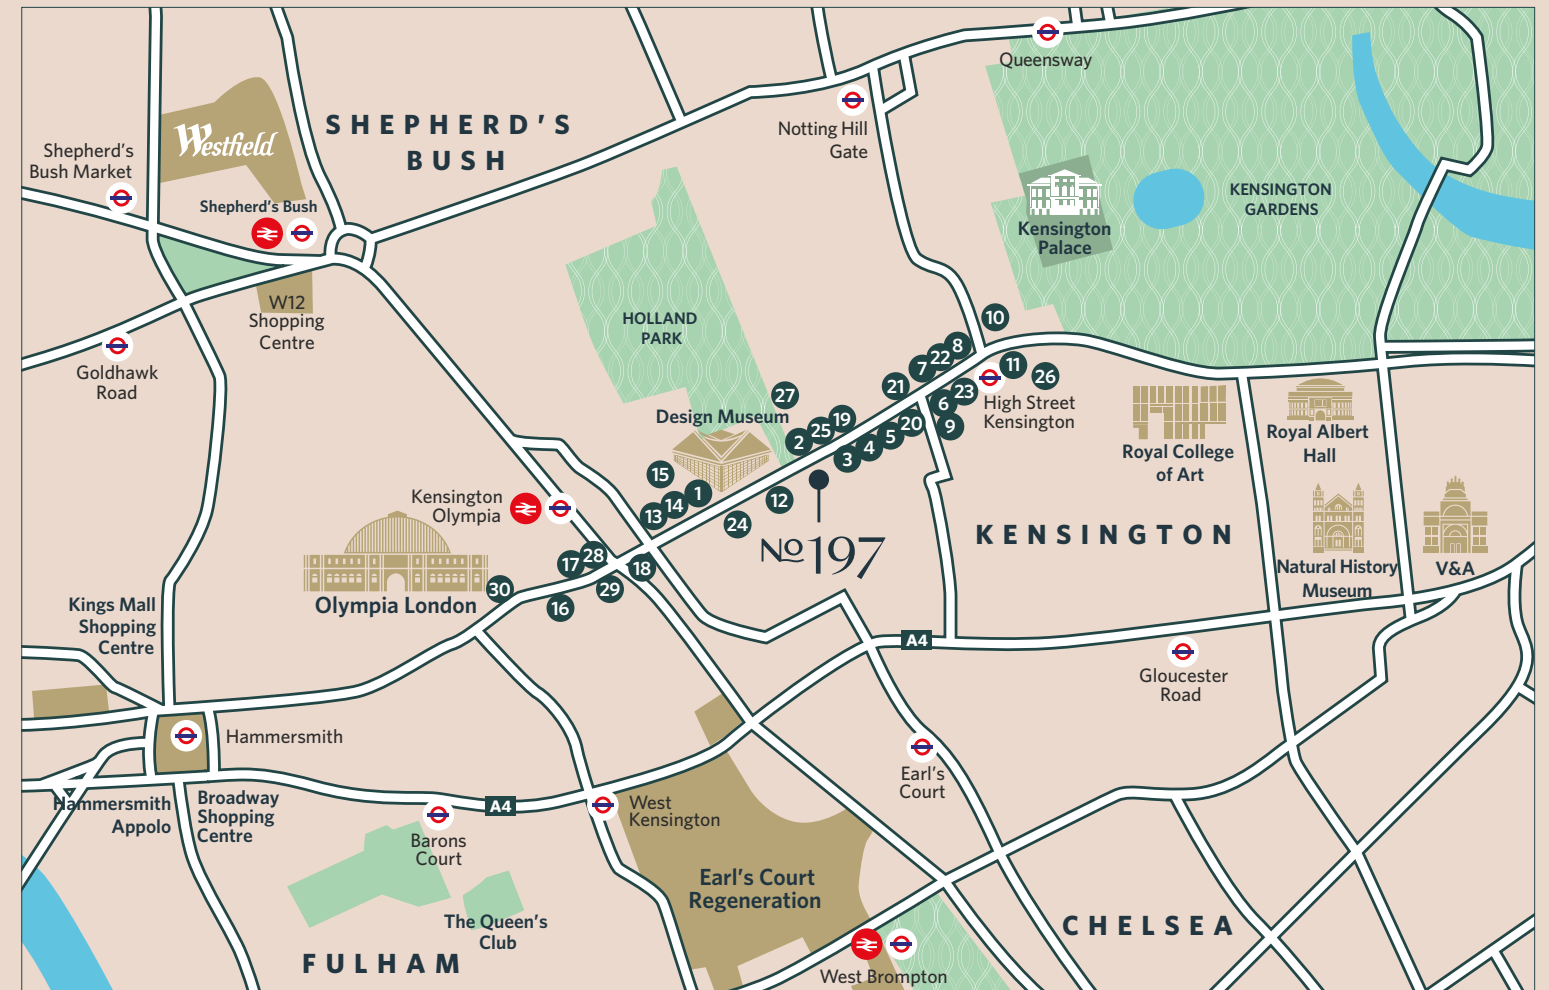 Queensway
SHEPHERD'S
BUSH
Westfield
Notting Hill
Gate
Shepherd's
Bush Market
Shepherd's Bush
KENSINGTON
GARDENS
Kensington
Palace
W12
Shopping
Centre
HOLLAND
PARK
10
Goldhawk
Road
8
22
7
11
26
21
23
6
High Street
Kensington
27
Design Museum
19
25
2
20
9
5
4
3
Royal College
of Art
Royal Albert
Hall
15
1
14
13
12
24
Kensington
Olympia
No197
KENSINGTON
Natural History
Museum
V&A
28
17
18
30
29
16
Olympia London
Kings Mall
Shopping
Centre
A4
Gloucester
Road
Hammersmith
Earl's
Court
Hammersmith
Appolo
Broadway
Shopping
Centre
A4
West
Kensington
Barons
Court
Earl's Court
Regeneration
The Queen's
Club
CHELSEA
FULHAM
West Brompton